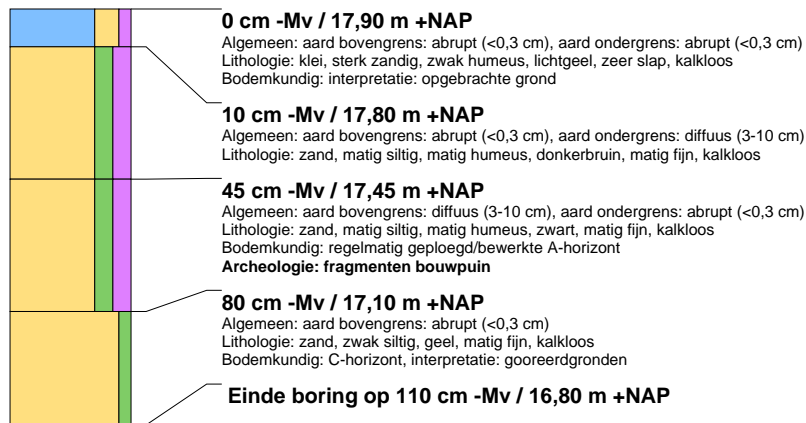 0 cm -Mv / 17,90 m +NAP
Algemeen: aard bovengrens: abrupt (<0,3 cm), aard ondergrens: abrupt (<0,3 cm)
Lithologie: klei, sterk zandig, zwak humeus, lichtgeel, zeer slap, kalkloos
Bodemkundig: interpretatie: opgebrachte grond
10 cm -Mv / 17,80 m +NAP
Algemeen: aard bovengrens: abrupt (<0,3 cm), aard ondergrens: diffuus (3-10 cm)
Lithologie: zand, matig siltig, matig humeus, donkerbruin, matig fijn, kalkloos
45 cm -Mv / 17,45 m +NAP
Algemeen: aard bovengrens: diffuus (3-10 cm), aard ondergrens: abrupt (<0,3 cm)
Lithologie: zand, matig siltig, matig humeus, zwart, matig fijn, kalkloos
Bodemkundig: regelmatig geploegd/bewerkte A-horizont
Archeologie: fragmenten bouwpuin
80 cm -Mv / 17,10 m +NAP
Algemeen: aard bovengrens: abrupt (<0,3 cm)
Lithologie: zand, zwak siltig, geel, matig fijn, kalkloos
Bodemkundig: C-horizont, interpretatie: gooreerdgronden
Einde boring op 110 cm -Mv / 16,80 m +NAP